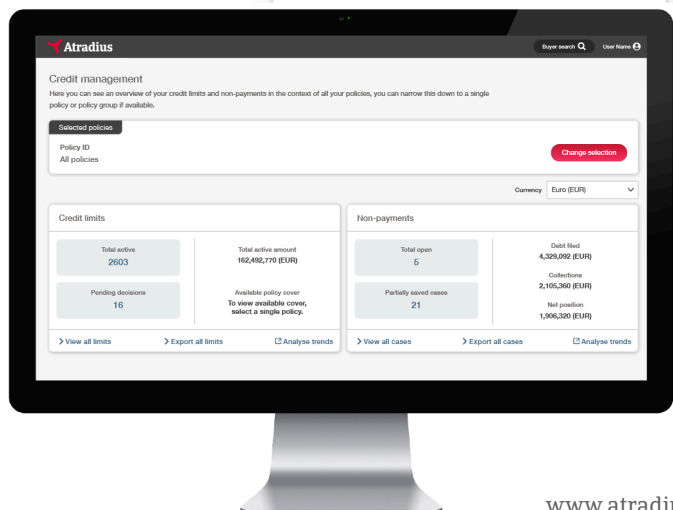 Atradius
Buyer search
User Name
Credit management
Here you can see an overview of your credit limits and non-payments in the context of all your policies, you can narrow this down to a single
policy or policy group if available.
Selected policies
Policy ID
All policies
Change selection
Currency
Euro (EUR)
Credit limits
Total active
2603
Total active amount
162,492,770 (EUR)
Pending decisions
16
Available policy cover
To view available cover,
select a single policy.
View all limits
Export all limits
Analyse trends
Non-payments
Total open
5
Debt filed
4,329,092 (EUR)
Collections
2,105,360 (EUR)
Partially saved cases
21
Net position
1,906,320 (EUR)
View all cases
Export all cases
Analyse trends
www.atradiu